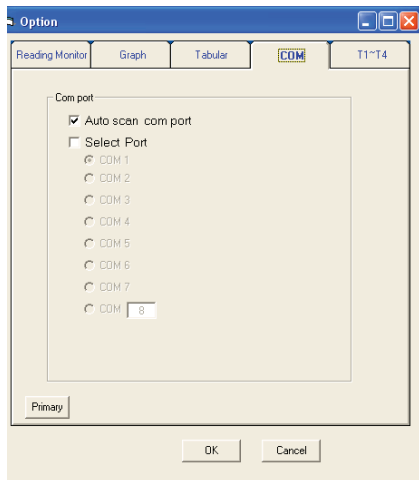 Option
Reading Monitor Graph Tabular COM T1~T4
Com port
Auto scan com port
Select Port
COM 1
COM 2
COM 3
COM 4
COM 5
COM 6
COM 7
COM 8
Primary
OK Cancel